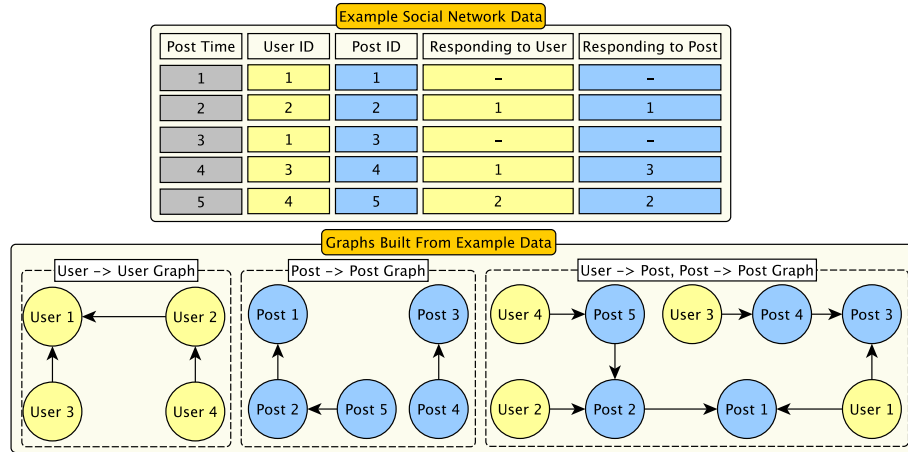 Example Social Network Data
Post Time User ID Post ID Responding to User Responding to Post
1 1 1 – –
2 2 2 1 1
3 1 3 – –
4 3 4 1 3
5 4 5 2 2
Graphs Built From Example Data
User -> User Graph
User 1 User 2
User 3 User 4
Post -> Post Graph
Post 1 Post 3
Post 2 Post 5 Post 4
User -> Post, Post -> Post Graph
User 4 Post 5 User 3 Post 4 Post 3
User 2 Post 2 Post 1 User 1